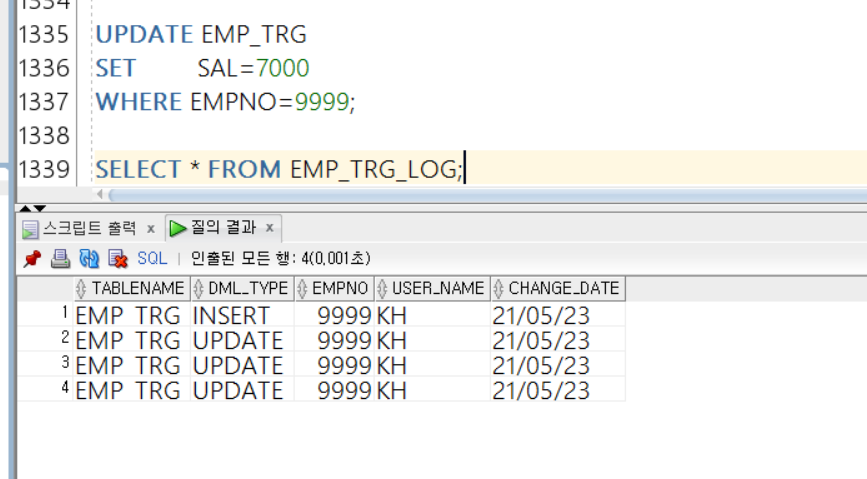 1334
1335 UPDATE EMP_TRG
1336 SET SAL=7000
1337 WHERE EMPNO=9999;
1338
1339 SELECT * FROM EMP_TRG_LOG;
스크립트 출력 x 질의 결과 x
SQL | 인출된 모든 행: 4(0,001초)
TABLENAME DML_TYPE EMPNO USER_NAME CHANGE_DATE
1 EMP_TRG INSERT 9999 KH 21/05/23
2 EMP_TRG UPDATE 9999 KH 21/05/23
3 EMP_TRG UPDATE 9999 KH 21/05/23
4 EMP_TRG UPDATE 9999 KH 21/05/23